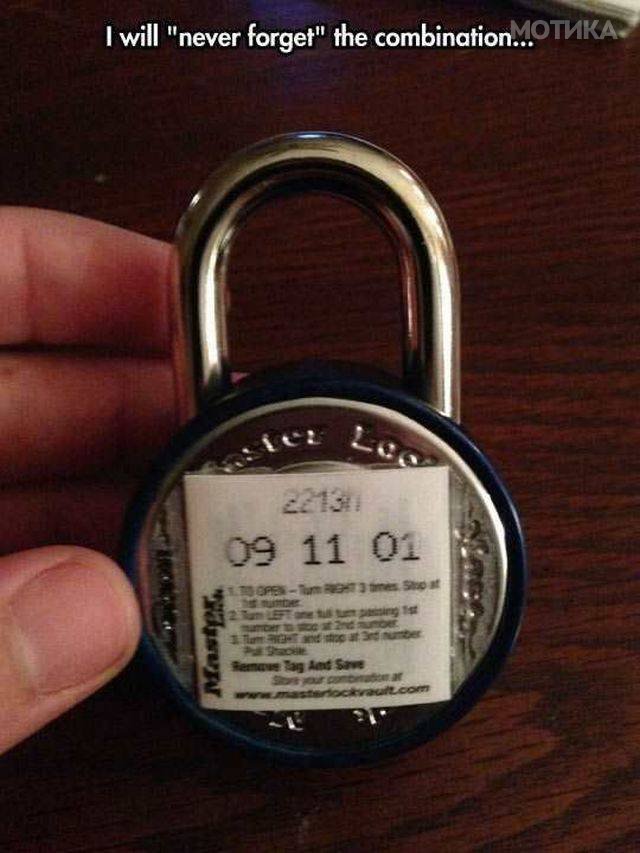 I will "never forget" the combination...
МОТИКА
Master Loc
09 11 01
1. TO OPEN - Turn RIGHT 3 times. Stop at
1st number.
2. Turn LEFT one full turn passing 1st
number to stop at 2nd number.
3. Turn RIGHT and stop at 3rd number.
Pull Shackle.
Remove Tag And Save
Store your combination at
www.masterlockvault.com
Master
Lock